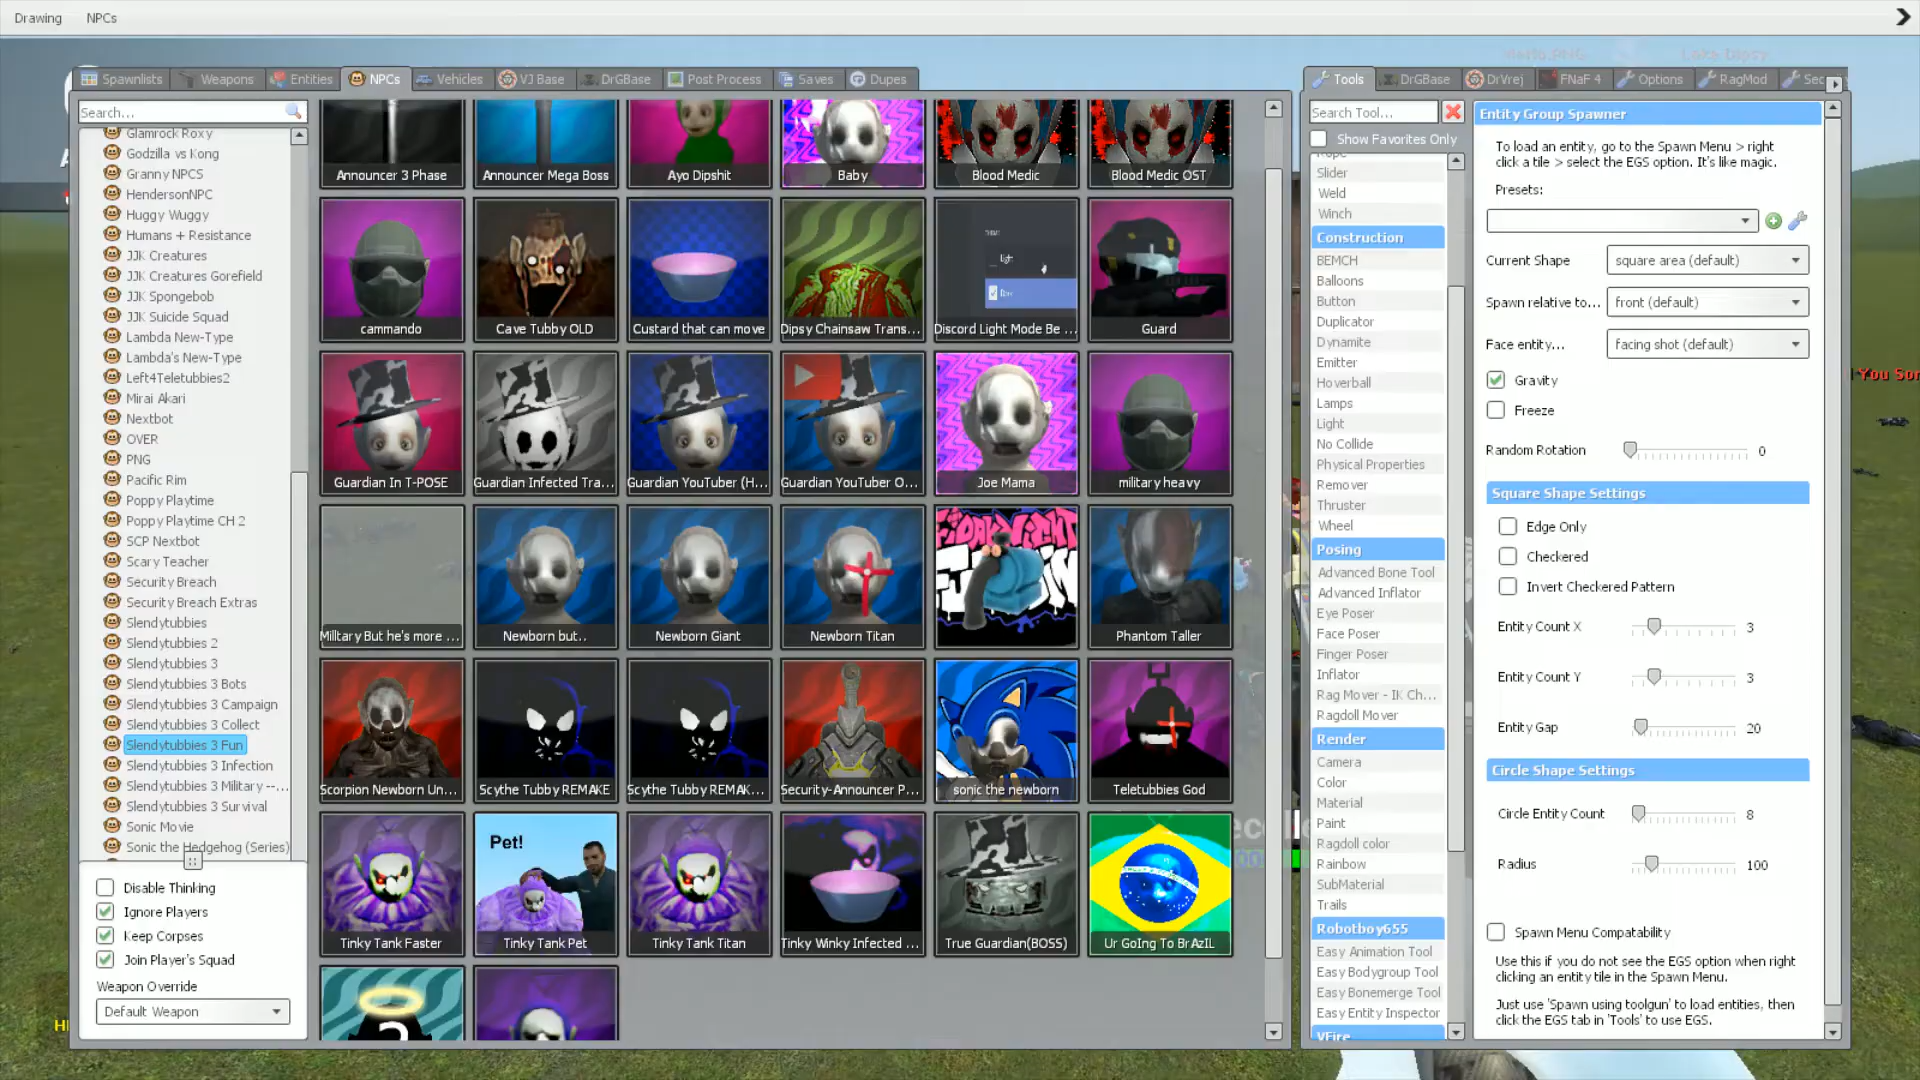 Drawing NPCs
Spawnlists Weapons Entities NPCs Vehicles VJ Base DrGBase Post Process Saves Dupes
Tools DrGBase DrVrej FNaF 4 Options RagMod Sec
Search...
Glamrock Roxy
Godzilla vs Kong
Granny NPCS
HendersonNPC
Huggy Wuggy
Humans + Resistance
JJK Creatures
JJK Creatures Gorefield
JJK Spongebob
JJK Suicide Squad
Lambda New-Type
Lambda's New-Type
Left4Teletubbies2
Mirai Akari
Nextbot
OVER
PNG
Pacific Rim
Poppy Playtime
Poppy Playtime CH 2
SCP Nextbot
Scary Teacher
Security Breach
Security Breach Extras
Slendytubbies
Slendytubbies 2
Slendytubbies 3
Slendytubbies 3 Bots
Slendytubbies 3 Campaign
Slendytubbies 3 Collect
Slendytubbies 3 Fun
Slendytubbies 3 Infection
Slendytubbies 3 Military --...
Slendytubbies 3 Survival
Sonic Movie
Sonic the Hedgehog (Series)
Disable Thinking
Ignore Players
Keep Corpses
Join Player's Squad
Weapon Override
Default Weapon
Announcer 3 Phase
Announcer Mega Boss
Ayo Dipshit
Baby
Blood Medic
Blood Medic OST
cammando
Cave Tubby OLD
Custard that can move
Dipsy Chainsaw Trans...
Light
Discord Light Mode Be ...
Guard
Guardian In T-POSE
Guardian Infected Tra...
Guardian YouTuber (H...
Guardian YouTuber O...
Joe Mama
military heavy
Military But he's more ...
Newborn but..
Newborn Giant
Newborn Titan
Phantom Taller
Scorpion Newborn Un...
Scythe Tubby REMAKE
Scythe Tubby REMAK...
Security-Announcer P...
sonic the newborn
Teletubbies God
Tinky Tank Faster
Pet!
Tinky Tank Pet
Tinky Tank Titan
Tinky Winky Infected ...
True Guardian(BOSS)
Ur GoIng To BrAzIL
?
Search Tool...
Show Favorites Only
Rope
Slider
Weld
Winch
Construction
BEMCH
Balloons
Button
Duplicator
Dynamite
Emitter
Hoverball
Lamps
Light
No Collide
Physical Properties
Remover
Thruster
Wheel
Posing
Advanced Bone Tool
Advanced Inflator
Eye Poser
Face Poser
Finger Poser
Inflator
Rag Mover - IK Ch...
Ragdoll Mover
Render
Camera
Color
Material
Paint
Ragdoll color
Rainbow
SubMaterial
Trails
Robotboy655
Easy Animation Tool
Easy Bodygroup Tool
Easy Bonemerge Tool
Easy Entity Inspector
VFire
Entity Group Spawner
To load an entity, go to the Spawn Menu > right
click a tile > select the EGS option. It's like magic.
Presets:
Current Shape square area (default)
Spawn relative to... front (default)
Face entity... facing shot (default)
Gravity
Freeze
Random Rotation 0
Square Shape Settings
Edge Only
Checkered
Invert Checkered Pattern
Entity Count X 3
Entity Count Y 3
Entity Gap 20
Circle Shape Settings
Circle Entity Count 8
Radius 100
Spawn Menu Compatability
Use this if you do not see the EGS option when right
clicking an entity tile in the Spawn Menu.
Just use 'Spawn using toolgun' to load entities, then
click the EGS tab in 'Tools' to use EGS.
You Sor